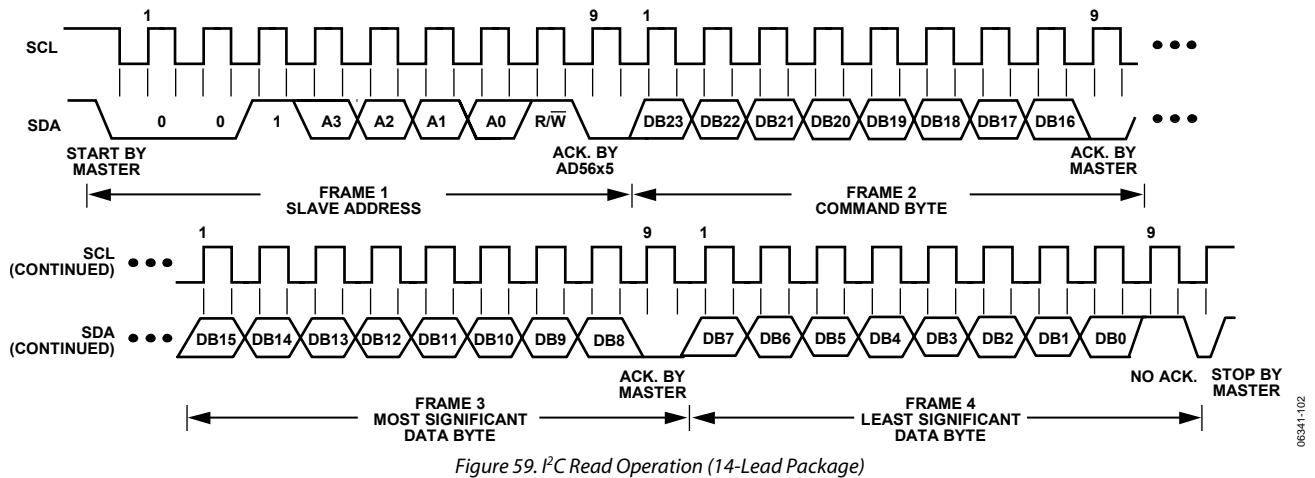 1 9 1 9
SCL
SDA 0 0 1 A3 A2 A1 A0 R/W̅ DB23 DB22 DB21 DB20 DB19 DB18 DB17 DB16
START BY
MASTER
ACK. BY
AD56x5
ACK. BY
MASTER
FRAME 1
SLAVE ADDRESS
FRAME 2
COMMAND BYTE
1 9 1 9
SCL
(CONTINUED)
SDA
(CONTINUED)
DB15 DB14 DB13 DB12 DB11 DB10 DB9 DB8 DB7 DB6 DB5 DB4 DB3 DB2 DB1 DB0
ACK. BY
MASTER
NO ACK.
STOP BY
MASTER
FRAME 3
MOST SIGNIFICANT
DATA BYTE
FRAME 4
LEAST SIGNIFICANT
DATA BYTE
06341-102
Figure 59. I²C Read Operation (14-Lead Package)